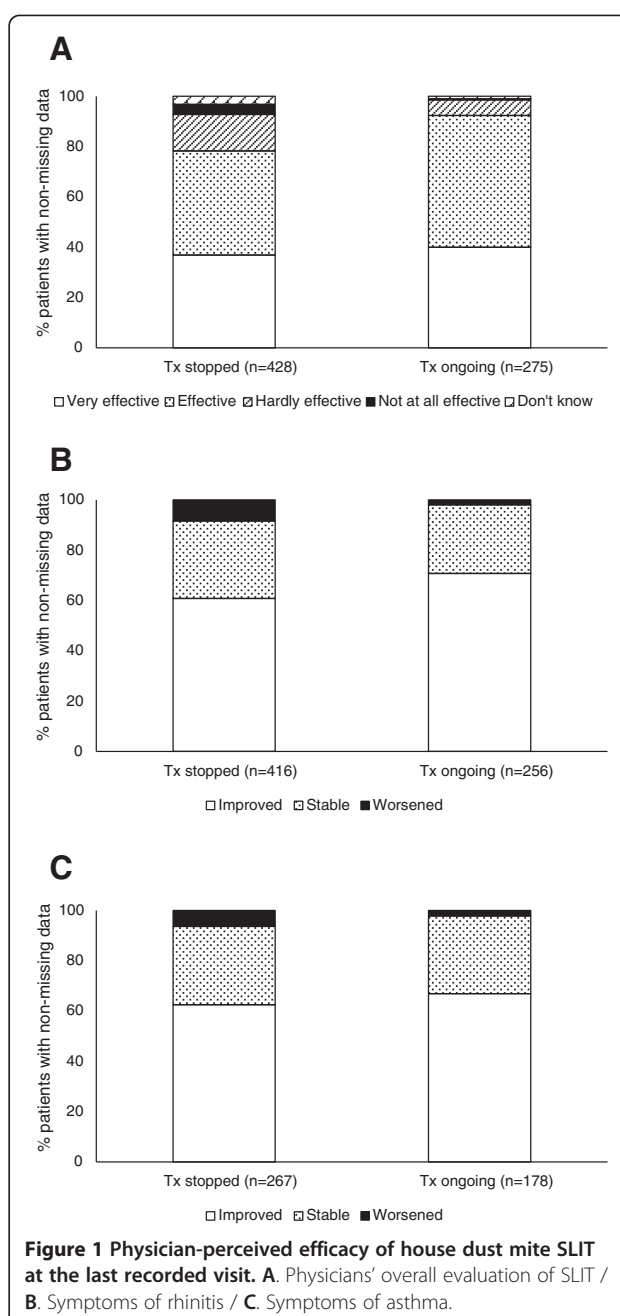 A
% patients with non-missing data
100
80
60
40
20
0
Tx stopped (n=428) Tx ongoing (n=275)
Very effective Effective Hardly effective Not at all effective Don't know
B
% patients with non-missing data
100
80
60
40
20
0
Tx stopped (n=416) Tx ongoing (n=256)
Improved Stable Worsened
C
% patients with non-missing data
100
80
60
40
20
0
Tx stopped (n=267) Tx ongoing (n=178)
Improved Stable Worsened
Figure 1 Physician-perceived efficacy of house dust mite SLIT
at the last recorded visit. A. Physicians' overall evaluation of SLIT /
B. Symptoms of rhinitis / C. Symptoms of asthma.